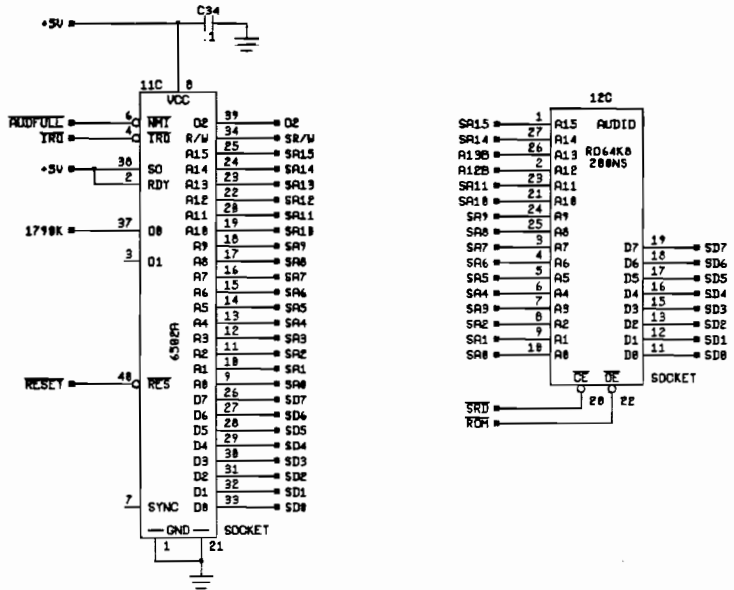 +5V
C34
.1
11C 8
VCC
AUDFULL 6 NMI Ø2 39 Ø2
IRQ 4 IRQ R/W 34 SR/W
A15 25 SA15
+5V 38 SO A14 24 SA14
2 RDY A13 23 SA13
A12 22 SA12
A11 20 SA11
1790K 37 Ø0 A10 19 SA10
A9 18 SA9
3 Ø1 A8 17 SA8
A7 16 SA7
A6 15 SA6
A5 14 SA5
A4 13 SA4
6502A A3 12 SA3
A2 11 SA2
A1 10 SA1
RESET 40 RES A0 9 SA0
D7 26 SD7
D6 27 SD6
D5 28 SD5
D4 29 SD4
D3 30 SD3
D2 31 SD2
D1 32 SD1
7 SYNC D0 33 SD0
GND SOCKET
1 21
12C
SA15 1 A15 AUDIO
SA14 27 A14
A13B 26 A13 RO64K8
A12B 2 A12 200NS
SA11 23 A11
SA10 21 A10
SA9 24 A9
SA8 25 A8
SA7 3 A7 D7 19 SD7
SA6 4 A6 D6 18 SD6
SA5 5 A5 D5 17 SD5
SA4 6 A4 D4 16 SD4
SA3 7 A3 D3 15 SD3
SA2 8 A2 D2 13 SD2
SA1 9 A1 D1 12 SD1
SA0 10 A0 D0 11 SD0
CE OE SOCKET
SRD 20 22
ROM